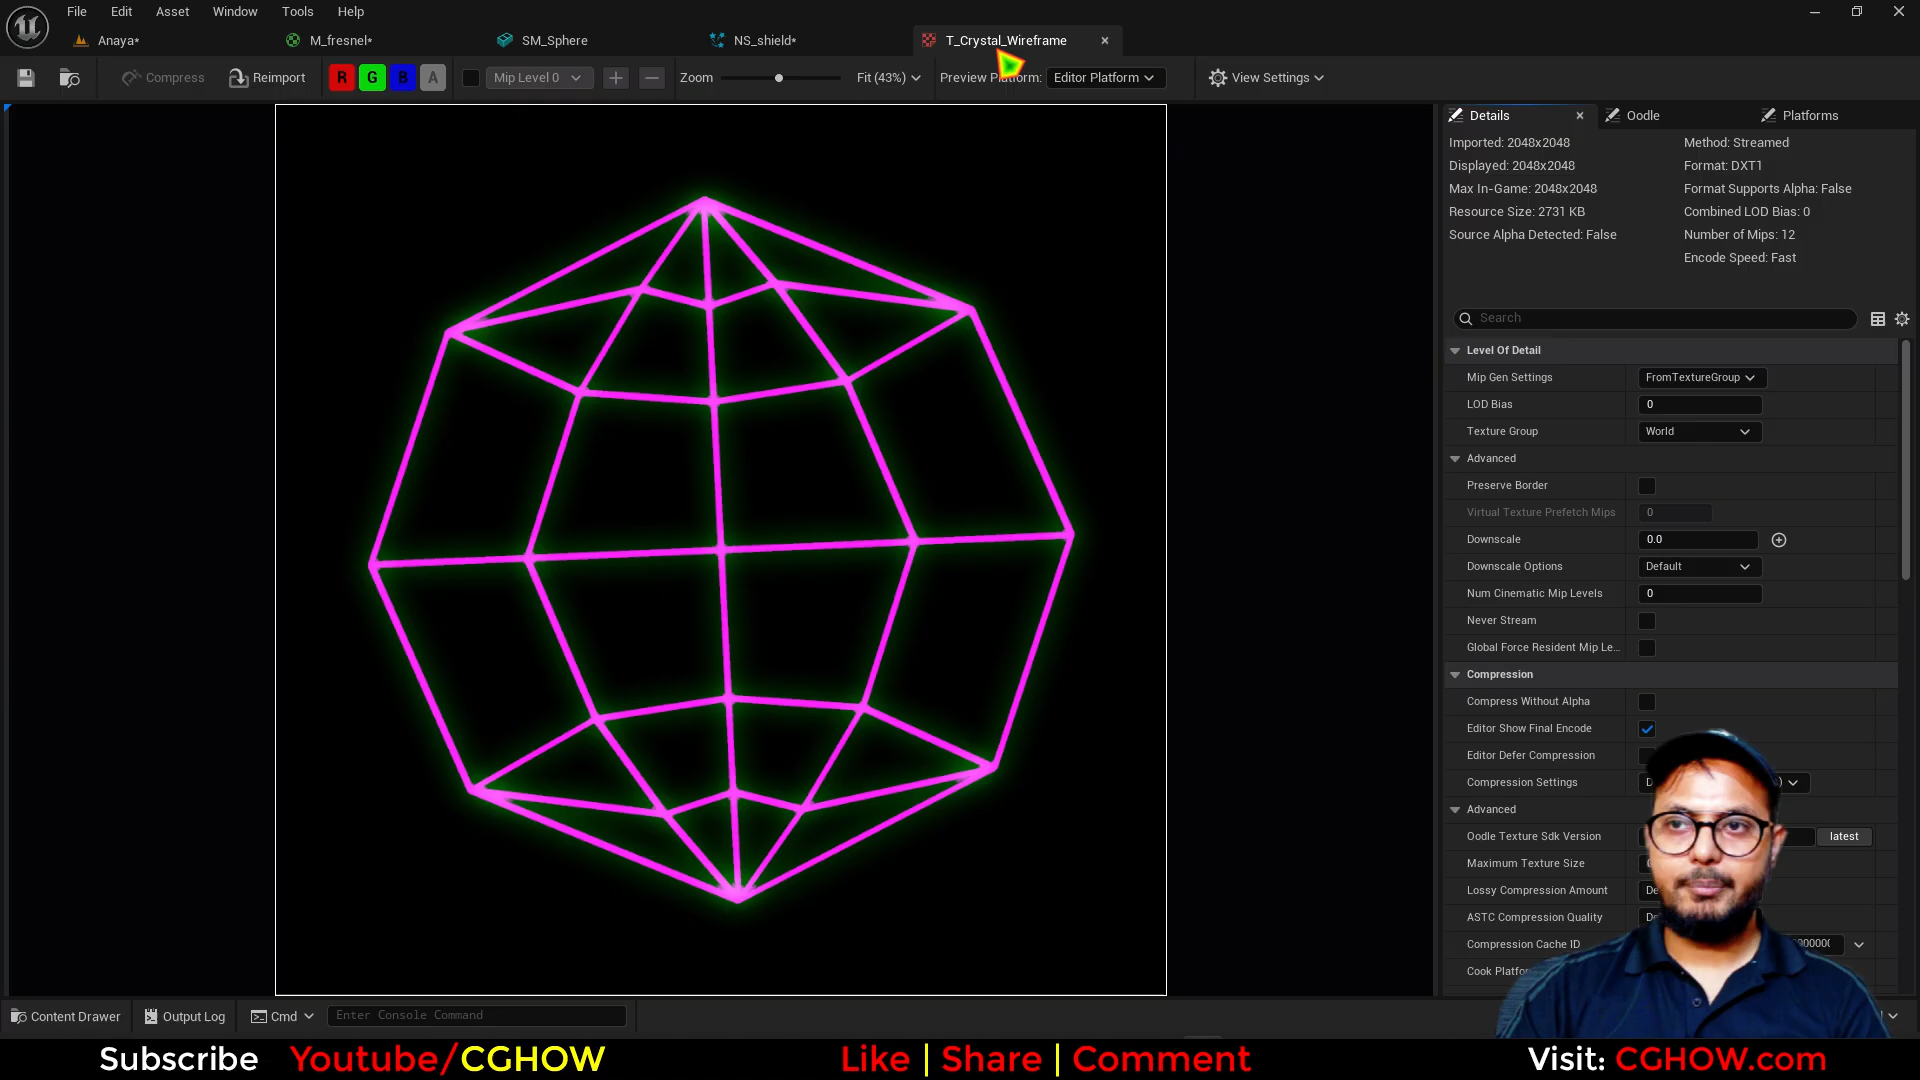 File Edit Asset Window Tools Help
Anaya* M_fresnel* SM_Sphere NS_shield* T_Crystal_Wireframe
Compress Reimport R G B A Mip Level 0 Zoom Fit (43%) Preview Platform: Editor Platform View Settings
Details Oodle Platforms
Imported: 2048x2048 Method: Streamed
Displayed: 2048x2048 Format: DXT1
Max In-Game: 2048x2048 Format Supports Alpha: False
Resource Size: 2731 KB Combined LOD Bias: 0
Source Alpha Detected: False Number of Mips: 12
Encode Speed: Fast
Search
Level Of Detail
Mip Gen Settings FromTextureGroup
LOD Bias 0
Texture Group World
Advanced
Preserve Border
Virtual Texture Prefetch Mips 0
Downscale 0.0
Downscale Options Default
Num Cinematic Mip Levels 0
Never Stream
Global Force Resident Mip Le...
Compression
Compress Without Alpha
Editor Show Final Encode
Editor Defer Compression
Compression Settings
Advanced
Oodle Texture Sdk Version latest
Maximum Texture Size
Lossy Compression Amount
ASTC Compression Quality
Compression Cache ID
Cook
Content Drawer Output Log Cmd Enter Console Command
Subscribe Youtube/CGHOW Like | Share | Comment Visit: CGHOW.com